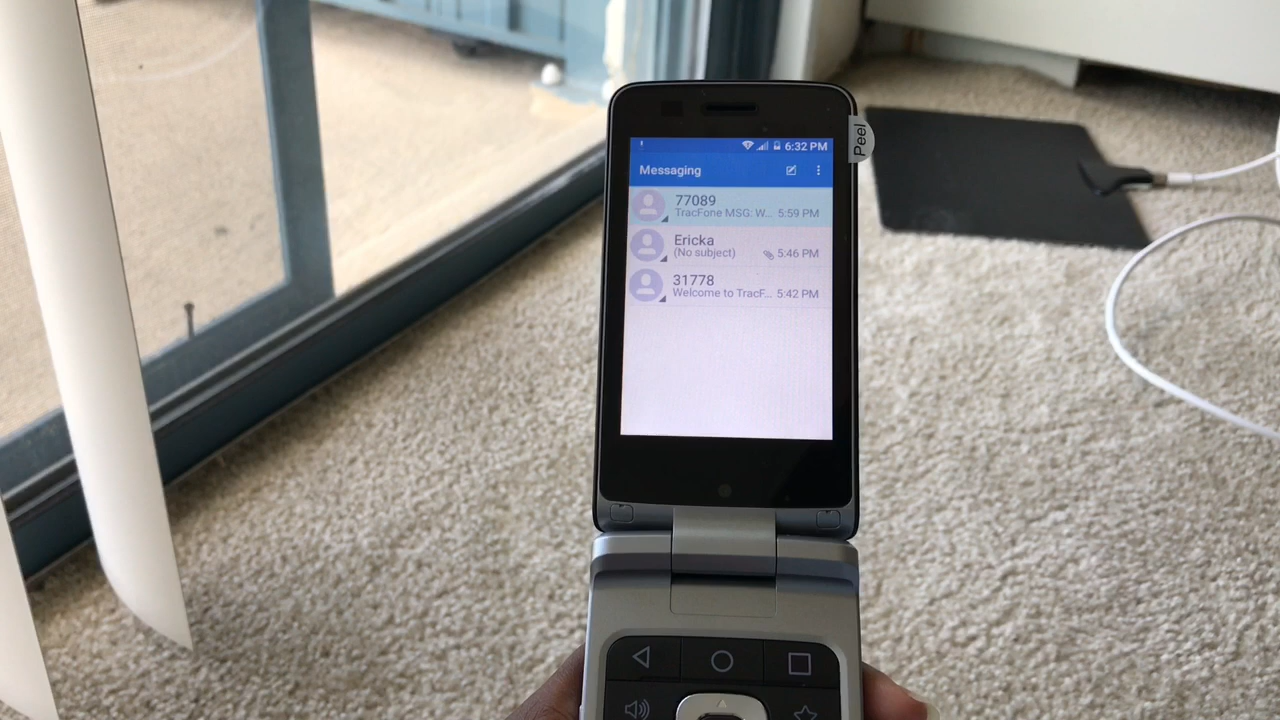 6:32 PM
Messaging
77089
TracFone MSG: W... 5:59 PM
Ericka
(No subject) 5:46 PM
31778
Welcome to TracF... 5:42 PM
Peel